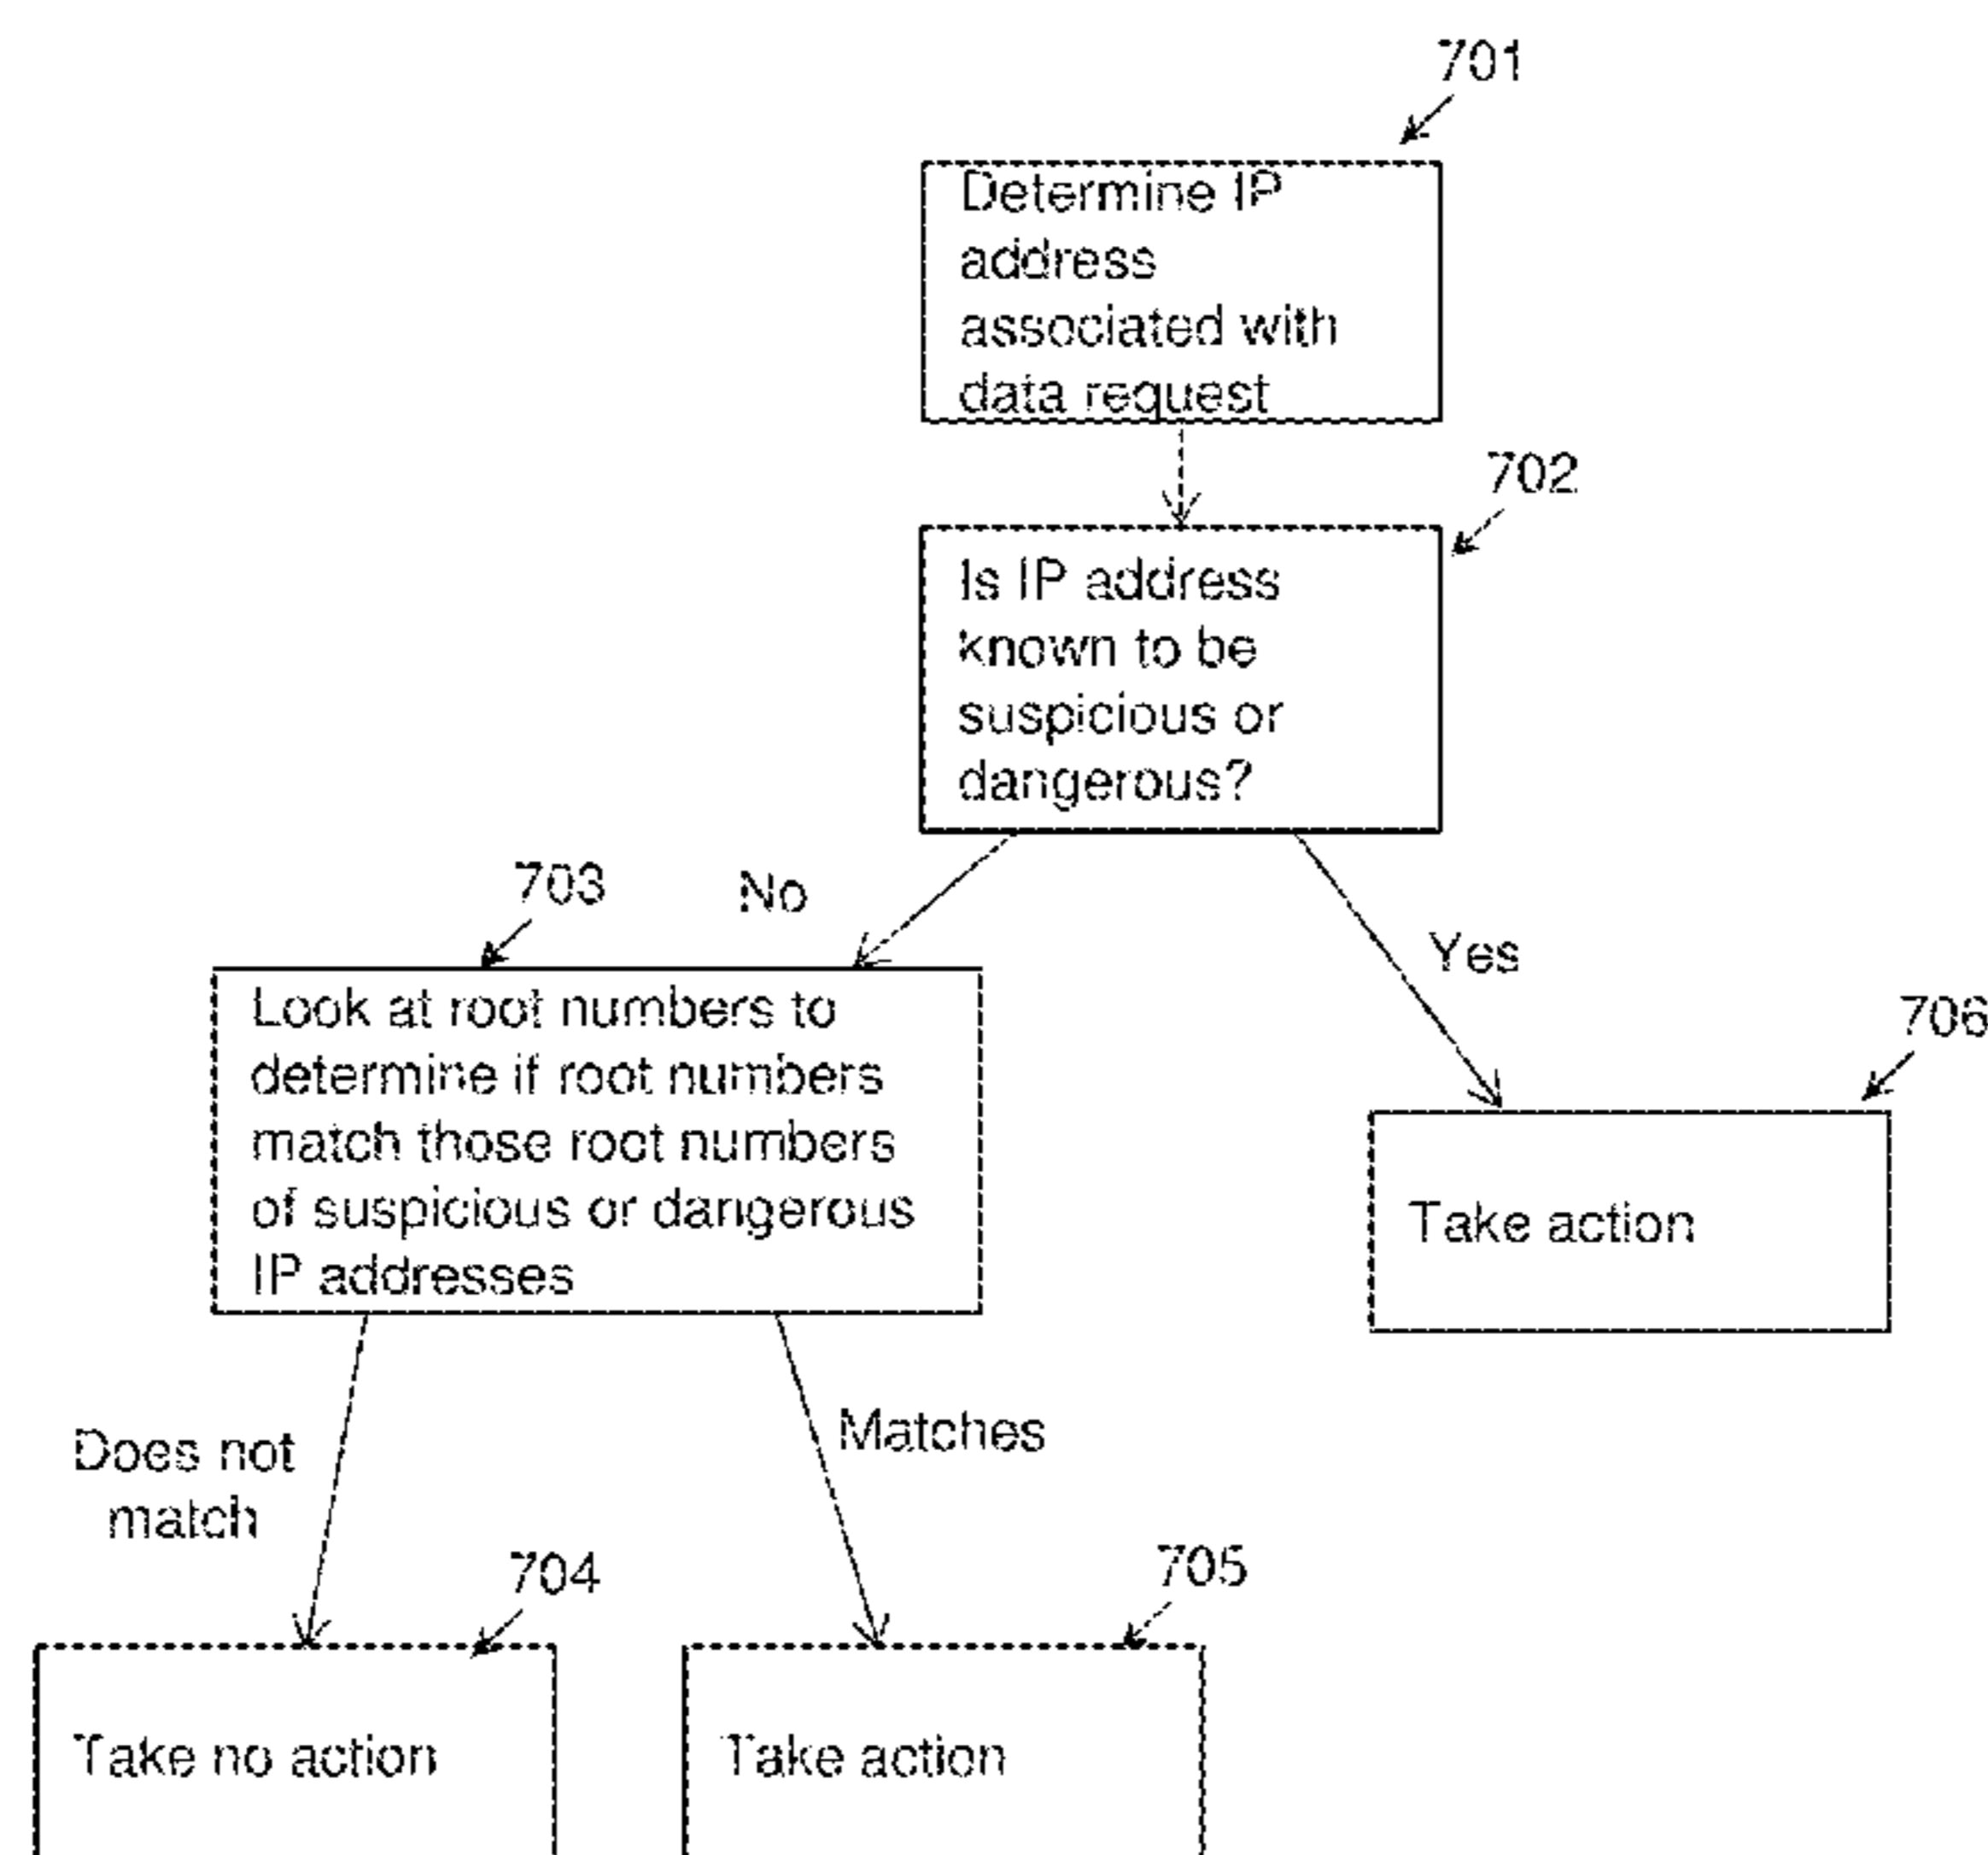 701
Determine IP
address
associated with
data request
702
Is IP address
known to be
suspicious or
dangerous?
703
No
Yes
706
Look at root numbers to
determine if root numbers
match those root numbers
of suspicious or dangerous
IP addresses
Take action
Does not
match
Matches
704
705
Take no action
Take action